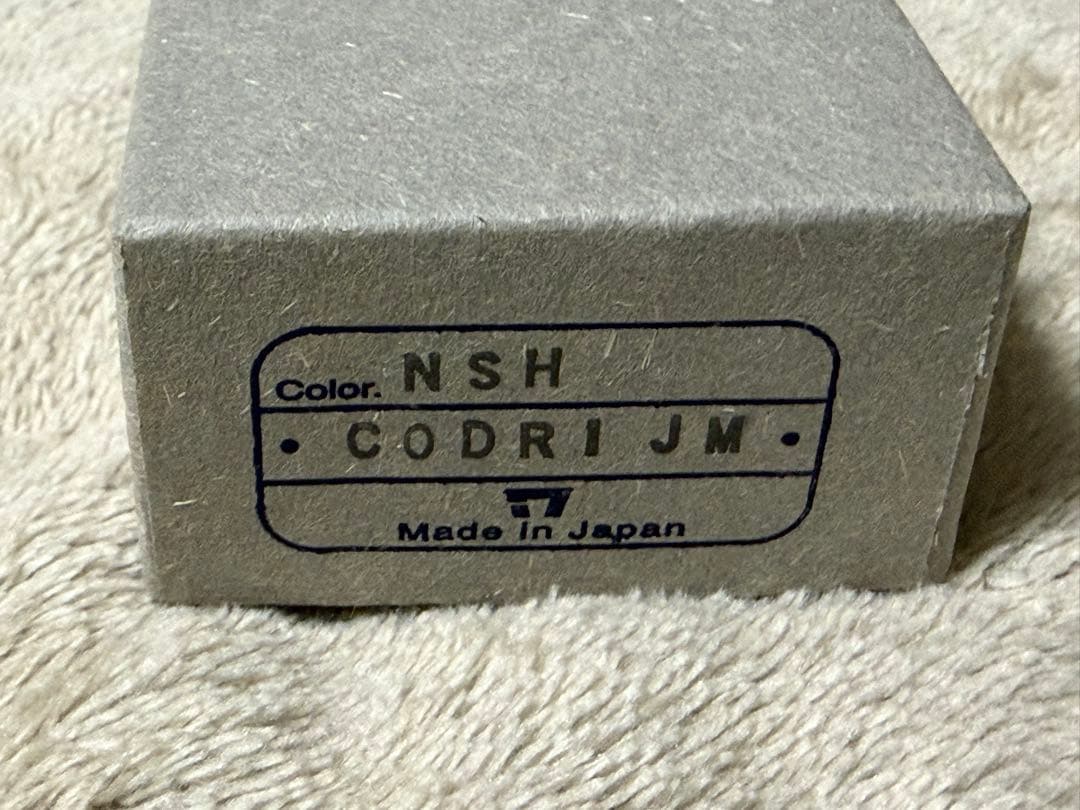 Color. NSH
• CODRI JM •
Made in Japan